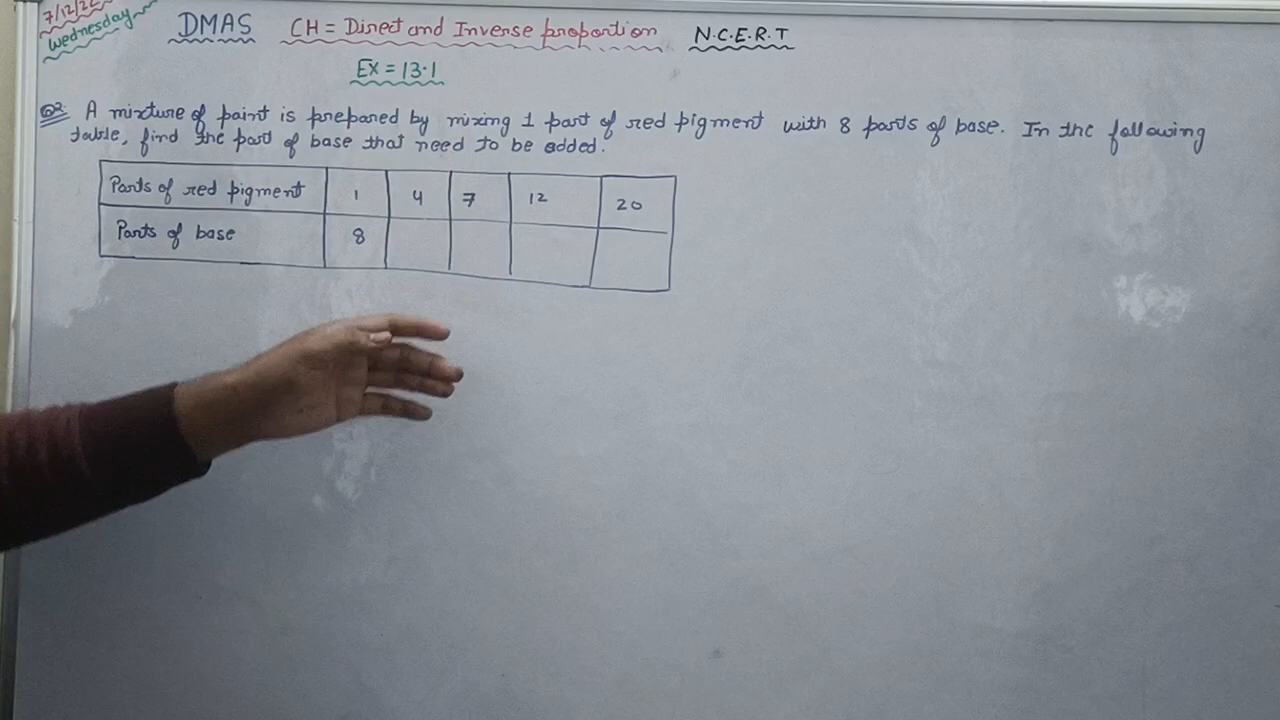 7/12/22
Wednesday
DMAS CH = Direct and Inverse proportion N.C.E.R.T
EX = 13.1
Q2. A mixture of paint is prepared by mixing 1 part of red pigment with 8 parts of base. In the following
table, find the part of base that need to be added.
Parts of red pigment 1 4 7 12 20
Parts of base 8